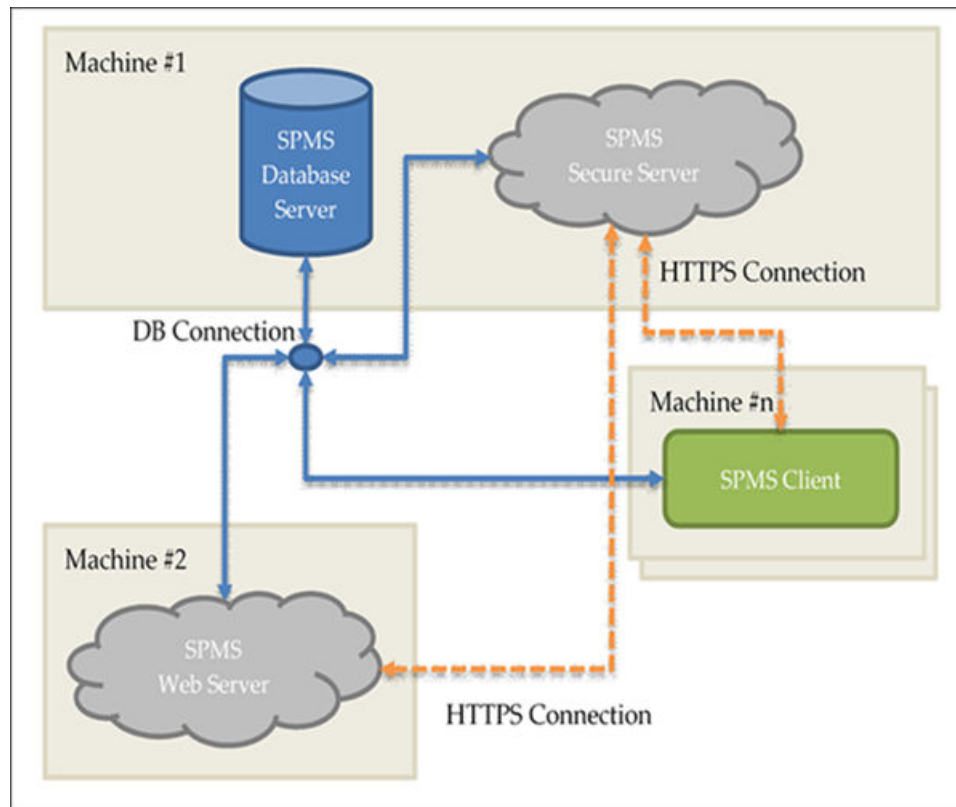 Machine #1
SPMS
Database
Server
SPMS
Secure Server
HTTPS Connection
DB Connection
Machine #n
SPMS Client
Machine #2
SPMS
Web Server
HTTPS Connection